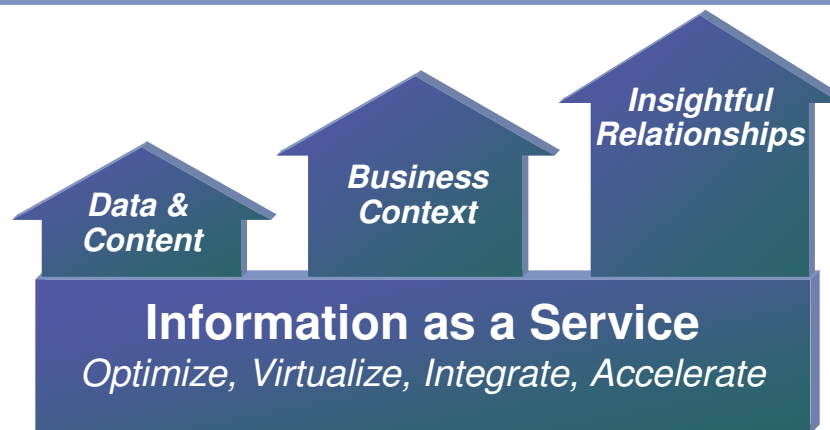 Data &
Content
Business
Context
Insightful
Relationships
Information as a Service
Optimize, Virtualize, Integrate, Accelerate